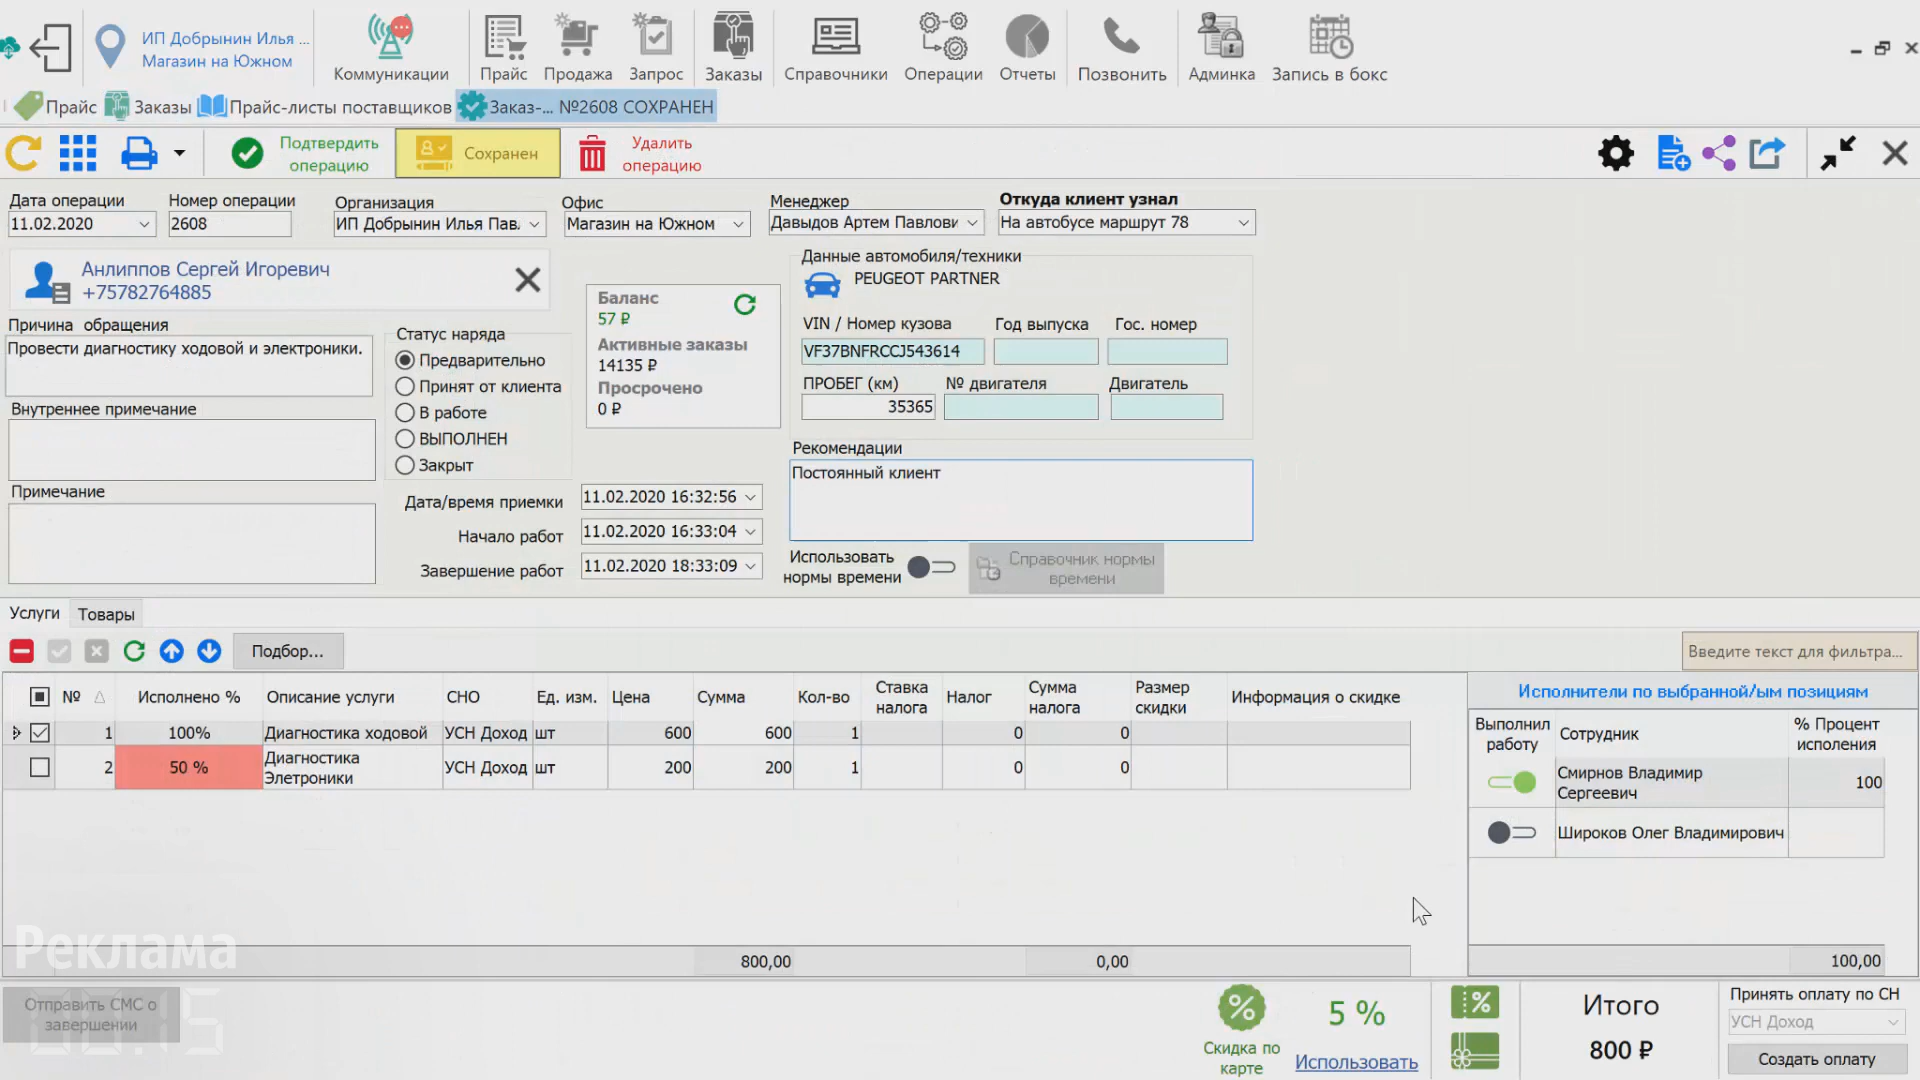 ИП Добрынин Илья ...
Магазин на Южном
Коммуникации
Прайс
Продажа
Запрос
Заказы
Справочники
Операции
Отчеты
Позвонить
Админка
Запись в бокс
Прайс
Заказы
Прайс-листы поставщиков
Заказ-... №2608 СОХРАНЕН
Подтвердить
операцию
Сохранен
Удалить
операцию
Дата операции
Номер операции
Организация
Офис
Менеджер
Откуда клиент узнал
11.02.2020
2608
ИП Добрынин Илья Пав.
Магазин на Южном
Давыдов Артем Павлови
На автобусе маршрут 78
Анлиппов Сергей Игоревич
+75782764885
Баланс
57 ₽
Активные заказы
14135 ₽
Просрочено
0 ₽
Данные автомобиля/техники
PEUGEOT PARTNER
VIN / Номер кузова
Год выпуска
Гос. номер
VF37BNFRCCJ543614
ПРОБЕГ (км)
№ двигателя
Двигатель
35365
Причина обращения
Провести диагностику ходовой и электроники.
Статус наряда
Предварительно
Принят от клиента
В работе
ВЫПОЛНЕН
Закрыт
Внутреннее примечание
Примечание
Рекомендации
Постоянный клиент
Дата/время приемки
11.02.2020 16:32:56
Начало работ
11.02.2020 16:33:04
Завершение работ
11.02.2020 18:33:09
Использовать
нормы времени
Справочник нормы
времени
Услуги
Товары
Подбор...
Введите текст для фильтра...
№
Исполнено %
Описание услуги
СНО
Ед. изм.
Цена
Сумма
Кол-во
Ставка
налога
Налог
Сумма
налога
Размер
скидки
Информация о скидке
1
100%
Диагностика ходовой
УСН Доход
шт
600
600
1
0
0
2
50 %
Диагностика
Элетроники
УСН Доход
шт
200
200
1
0
0
800,00
0,00
Исполнители по выбранной/ым позициям
Выполнил
работу
Сотрудник
% Процент
исполения
Смирнов Владимир
Сергеевич
100
Широков Олег Владимирович
100,00
Реклама
00:15
Отправить СМС о
завершении
%
Скидка по
карте
5 %
Использовать
%
Итого
800 ₽
Принять оплату по СН
УСН Доход
Создать оплату